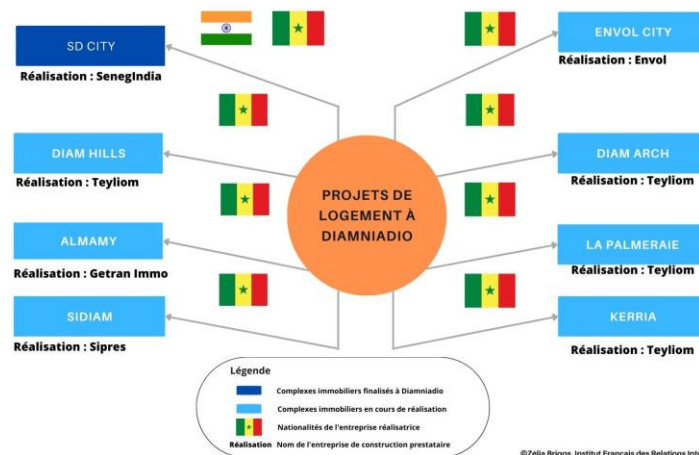 SD CITY
Réalisation : SenegIndia
ENVOL CITY
Réalisation : Envol
DIAM HILLS
Réalisation : Teyliom
DIAM ARCH
Réalisation : Teyliom
PROJETS DE
LOGEMENT À
DIAMNIADIO
ALMAMY
Réalisation : Getran Immo
LA PALMERAIE
Réalisation : Teyliom
SIDIAM
Réalisation : Sipres
KERRIA
Réalisation : Teyliom
Légende
Complexes immobiliers finalisés à Diamniadio
Complexes immobiliers en cours de réalisation
Nationalités de l'entreprise réalisatrice
Réalisation Nom de l'entreprise de construction prestataire
©Zélia Briggs, Institut Français des Relations Inte